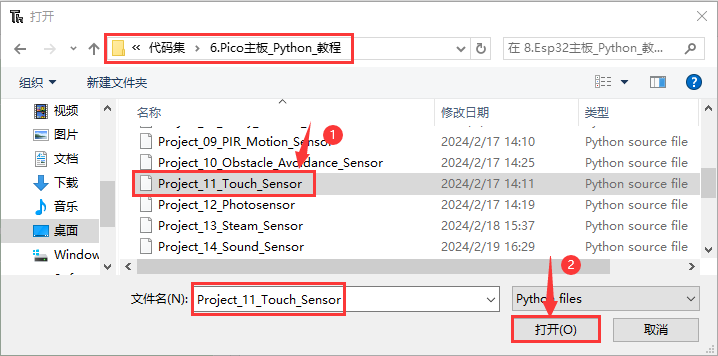 打开
« 代码集 > 6.Pico主板_Python_教程
在 8.Esp32主板_Python_教...
组织 新建文件夹
名称 修改日期 类型
视频
图片
文档
下载
音乐
桌面
Windows
Project_09_PIR_Motion_Sensor 2024/2/17 14:10 Python source file
Project_10_Obstacle_Avoidance_Sensor 2024/2/17 14:25 Python source file
Project_11_Touch_Sensor 2024/2/17 14:11 Python source file
Project_12_Photosensor 2024/2/17 14:19 Python source file
Project_13_Steam_Sensor 2024/2/18 15:37 Python source file
Project_14_Sound_Sensor 2024/2/19 16:29 Python source file
1
2
文件名(N): Project_11_Touch_Sensor Python files
打开(O) 取消